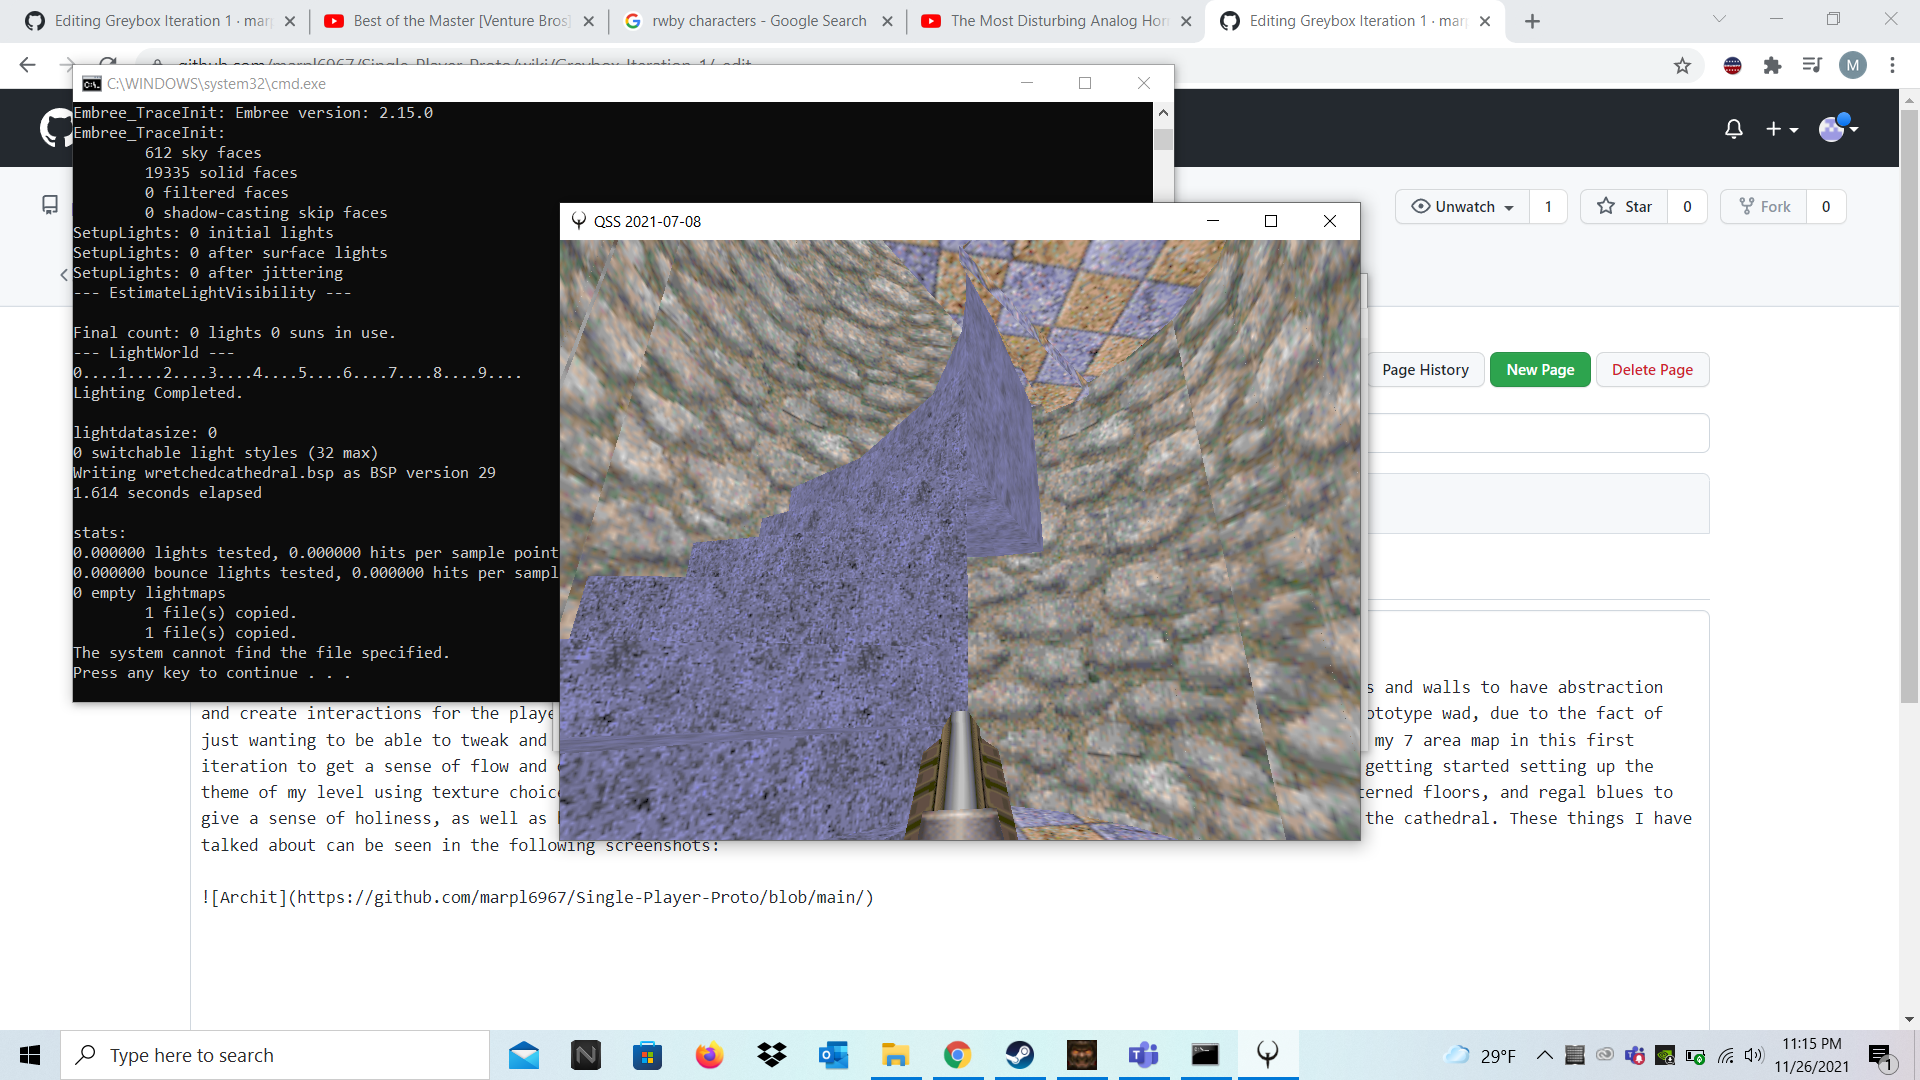 Editing Greybox Iteration 1 · mar
Best of the Master [Venture Bros]
rwby characters - Google Search
The Most Disturbing Analog Hor
Editing Greybox Iteration 1 · mar
github.com/marpl6967/Single-Player-Proto/wiki/Greybox-Iteration-1/_edit
M
C:\WINDOWS\system32\cmd.exe
Embree_TraceInit: Embree version: 2.15.0
Embree_TraceInit:
612 sky faces
19335 solid faces
0 filtered faces
0 shadow-casting skip faces
SetupLights: 0 initial lights
SetupLights: 0 after surface lights
SetupLights: 0 after jittering
--- EstimateLightVisibility ---
Final count: 0 lights 0 suns in use.
--- LightWorld ---
0....1....2....3....4....5....6....7....8....9....
Lighting Completed.
lightdatasize: 0
0 switchable light styles (32 max)
Writing wretchedcathedral.bsp as BSP version 29
1.614 seconds elapsed
stats:
0.000000 lights tested, 0.000000 hits per sample point
0.000000 bounce lights tested, 0.000000 hits per sampl
0 empty lightmaps
1 file(s) copied.
1 file(s) copied.
The system cannot find the file specified.
Press any key to continue . . .
QSS 2021-07-08
Unwatch 1
Star 0
Fork 0
Page History
New Page
Delete Page
s and walls to have abstraction
and create interactions for the playe ototype wad, due to the fact of
just wanting to be able to tweak and my 7 area map in this first
iteration to get a sense of flow and getting started setting up the
theme of my level using texture choic terned floors, and regal blues to
give a sense of holiness, as well as the cathedral. These things I have
talked about can be seen in the following screenshots:
![Archit](https://github.com/marpl6967/Single-Player-Proto/blob/main/)
Type here to search
29°F
11:15 PM
11/26/2021
1